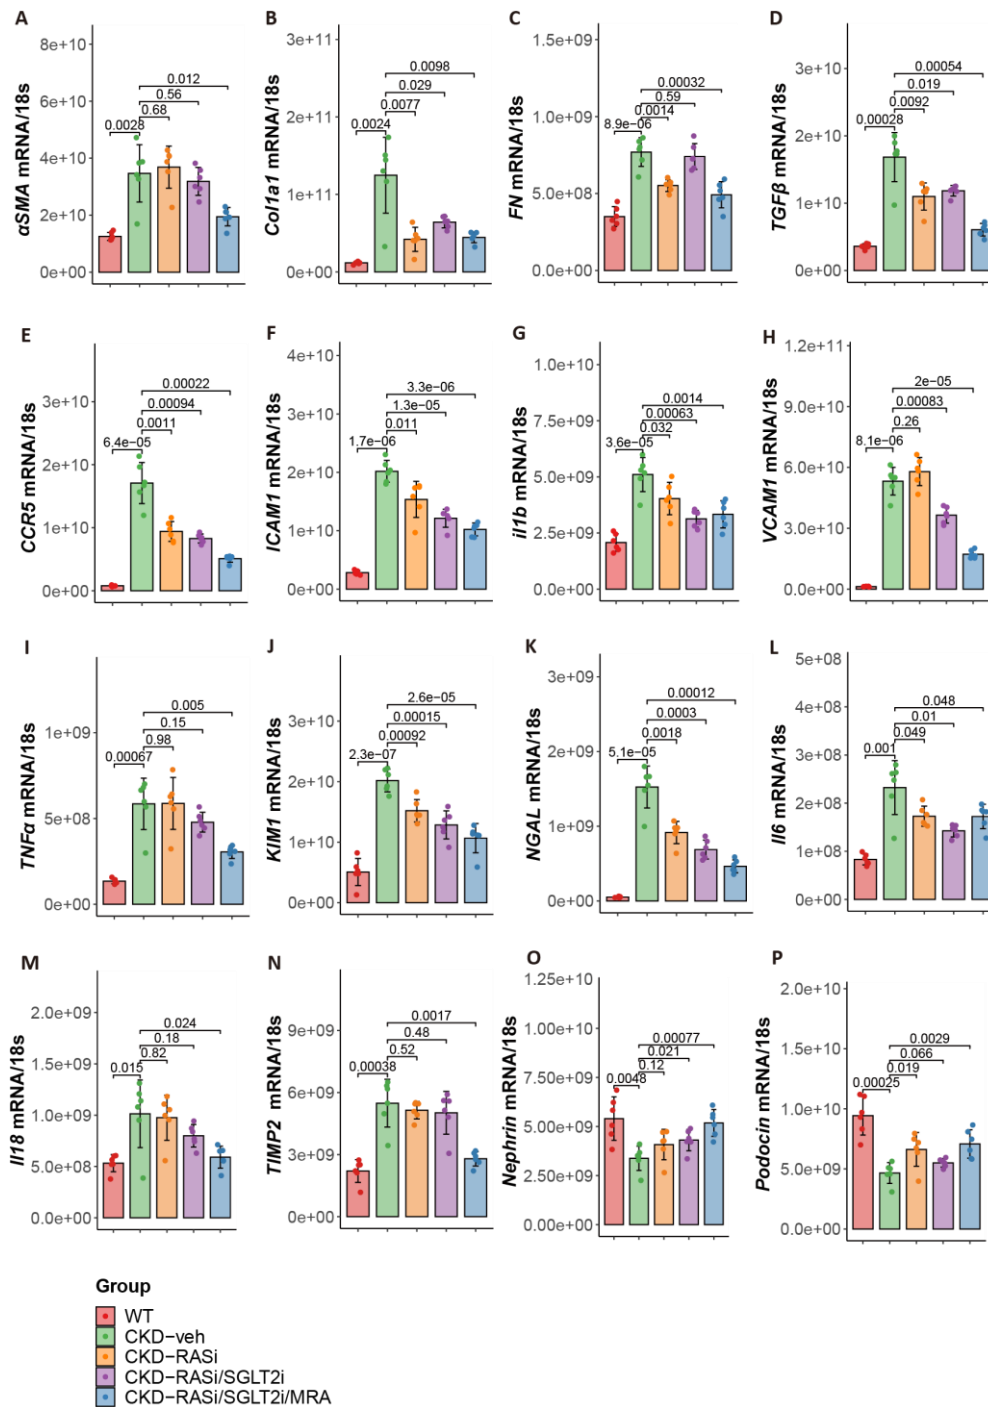 A
αSMA mRNA/18s
8e+10
6e+10
4e+10
2e+10
0e+00
0.012
0.56
0.68
0.0028
B
Col1a1 mRNA/18s
3e+11
2e+11
1e+11
0e+00
0.0098
0.029
0.0077
0.0024
C
FN mRNA/18s
1.5e+09
1.0e+09
5.0e+08
0.0e+00
0.00032
0.59
0.0014
8.9e-06
D
TGFβ mRNA/18s
3e+10
2e+10
1e+10
0e+00
0.00054
0.019
0.0092
0.00028
E
CCR5 mRNA/18s
3e+10
2e+10
1e+10
0e+00
0.00022
0.00094
0.0011
6.4e-05
F
ICAM1 mRNA/18s
4e+10
3e+10
2e+10
1e+10
0e+00
3.3e-06
1.3e-05
0.011
1.7e-06
G
il1b mRNA/18s
1.0e+10
7.5e+09
5.0e+09
2.5e+09
0.0e+00
0.0014
0.00063
0.032
3.6e-05
H
VCAM1 mRNA/18s
1.2e+11
9.0e+10
6.0e+10
3.0e+10
0.0e+00
2e-05
0.00083
0.26
8.1e-06
I
TNFα mRNA/18s
1e+09
5e+08
0e+00
0.005
0.15
0.98
0.00067
J
KIM1 mRNA/18s
3e+10
2e+10
1e+10
0e+00
2.6e-05
0.00015
0.00092
2.3e-07
K
NGAL mRNA/18s
3e+09
2e+09
1e+09
0e+00
0.00012
0.0003
0.0018
5.1e-05
L
Il6 mRNA/18s
5e+08
4e+08
3e+08
2e+08
1e+08
0e+00
0.048
0.01
0.049
0.001
M
Il18 mRNA/18s
2.0e+09
1.5e+09
1.0e+09
5.0e+08
0.0e+00
0.024
0.18
0.82
0.015
N
TIMP2 mRNA/18s
9e+09
6e+09
3e+09
0e+00
0.0017
0.48
0.52
0.00038
O
Nephrin mRNA/18s
1.25e+10
1.00e+10
7.50e+09
5.00e+09
2.50e+09
0.00e+00
0.00077
0.021
0.12
0.0048
P
Podocin mRNA/18s
2.0e+10
1.5e+10
1.0e+10
5.0e+09
0.0e+00
0.0029
0.066
0.019
0.00025
Group
WT
CKD−veh
CKD−RASi
CKD−RASi/SGLT2i
CKD−RASi/SGLT2i/MRA